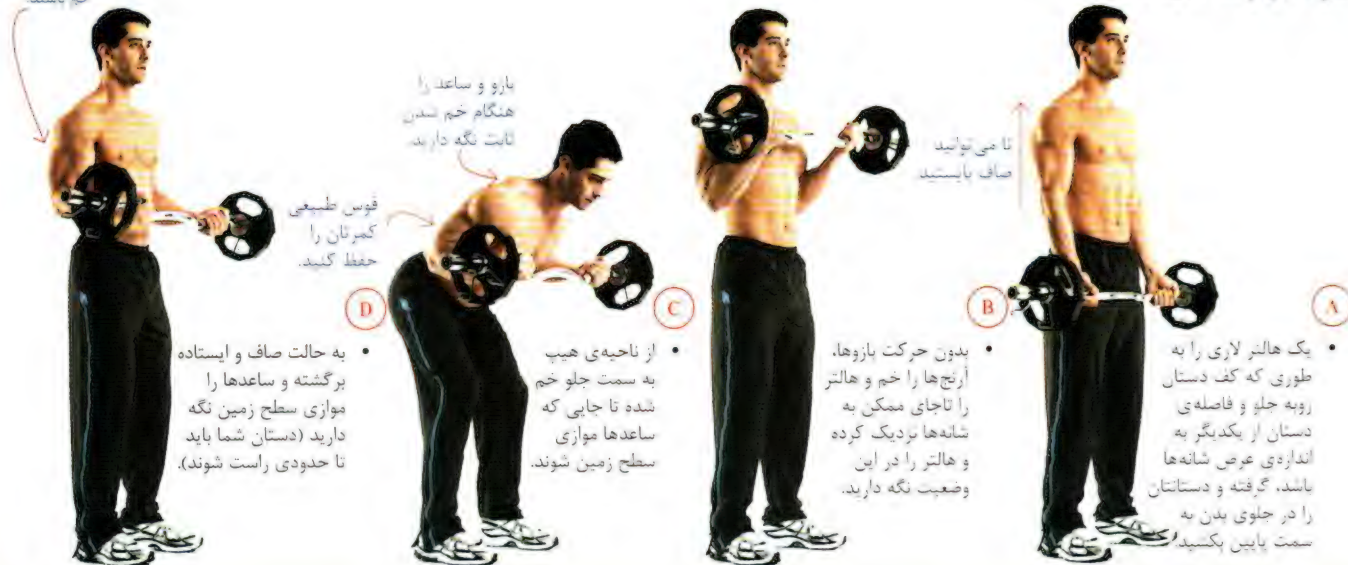 تا می‌توانید
صاف بایستید.
A
• یک هالتر لاری را به
طوری که کف دستان
روبه جلو و فاصله‌ی
دستان از یکدیگر به
اندازه‌ی عرض شانه‌ها
باشد، گرفته و دستانتان
را در جلوی بدن به
سمت پایین بکشید.
B
• بدون حرکت بازوها،
آرنج‌ها را خم و هالتر
را تاجای ممکن به
شانه‌ها نزدیک کرده
و هالتر را در این
وضعیت نگه دارید.
بازو و ساعد را
هنگام خم شدن
ثابت نگه دارید.
قوس طبیعی
کمرتان را
حفظ کنید.
C
• از ناحیه‌ی هیپ
به سمت جلو خم
شده تا جایی که
ساعدها موازی
سطح زمین شوند.
D
• به حالت صاف و ایستاده
برگشته و ساعدها را
موازی سطح زمین نگه
دارید (دستان شما باید
تا حدودی راست شوند).